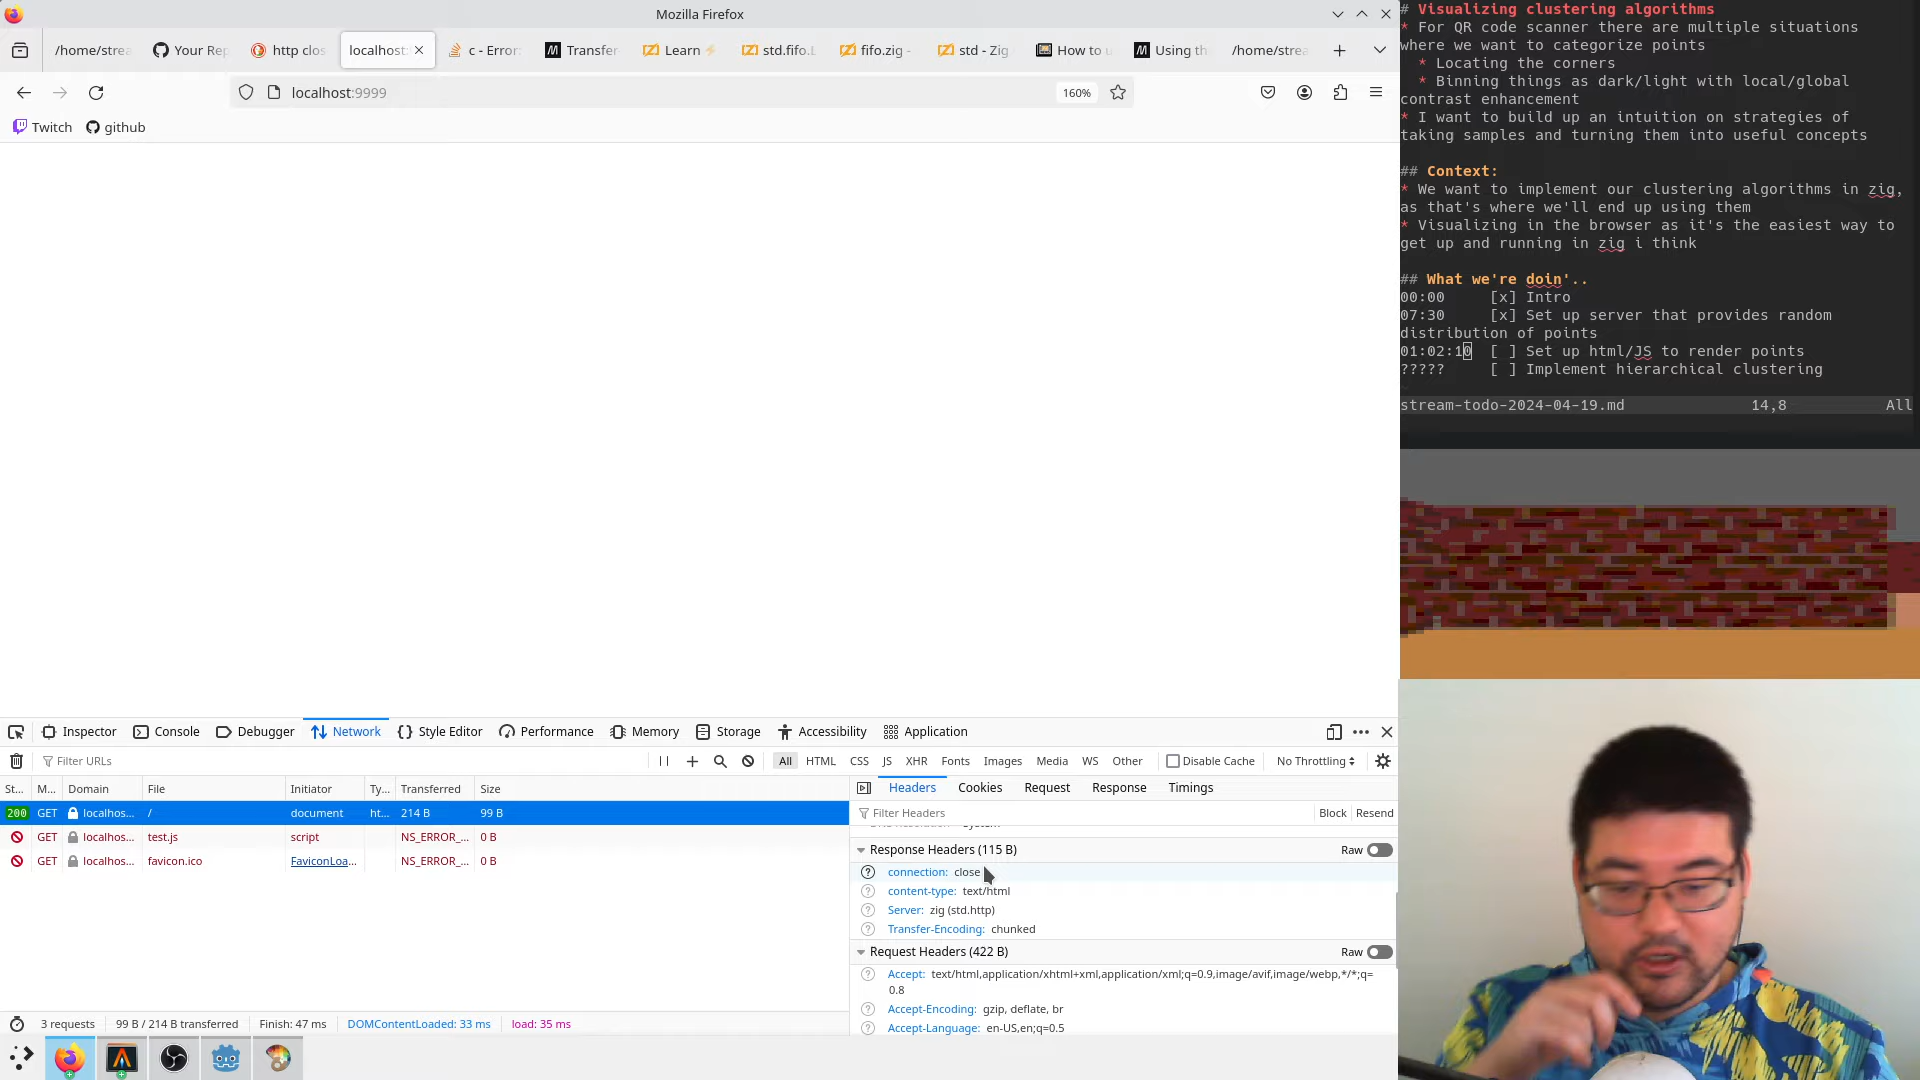 Mozilla Firefox
/home/strea
Your Rep
http clos
localhost:
c - Error:
Transfer
Learn ⚡
std.fifo.L
fifo.zig -
std - Zig
How to u
Using th
/home/strea
localhost:9999
160%
Twitch
github
# Visualizing clustering algorithms
* For QR code scanner there are multiple situations
where we want to categorize points
* Locating the corners
* Binning things as dark/light with local/global
contrast enhancement
* I want to build up an intuition on strategies of
taking samples and turning them into useful concepts
## Context:
* We want to implement our clustering algorithms in zig,
as that's where we'll end up using them
* Visualizing in the browser as it's the easiest way to
get up and running in zig i think
## What we're doin'..
00:00 [x] Intro
07:30 [x] Set up server that provides random
distribution of points
01:02:10 [ ] Set up html/JS to render points
????? [ ] Implement hierarchical clustering
~
stream-todo-2024-04-19.md 14,8 All
Inspector Console Debugger Network Style Editor Performance Memory Storage Accessibility Application
Filter URLs
All HTML CSS JS XHR Fonts Images Media WS Other Disable Cache No Throttling
St... M... Domain File Initiator Ty... Transferred Size
200 GET localhos... / document ht... 214 B 99 B
GET localhos... test.js script NS_ERROR_... 0 B
GET localhos... favicon.ico FaviconLoa... NS_ERROR_... 0 B
3 requests 99 B / 214 B transferred Finish: 47 ms DOMContentLoaded: 33 ms load: 35 ms
Headers Cookies Request Response Timings
Filter Headers Block Resend
Response Headers (115 B) Raw
connection: close
content-type: text/html
Server: zig (std.http)
Transfer-Encoding: chunked
Request Headers (422 B) Raw
Accept: text/html,application/xhtml+xml,application/xml;q=0.9,image/avif,image/webp,*/*;q=
0.8
Accept-Encoding: gzip, deflate, br
Accept-Language: en-US,en;q=0.5